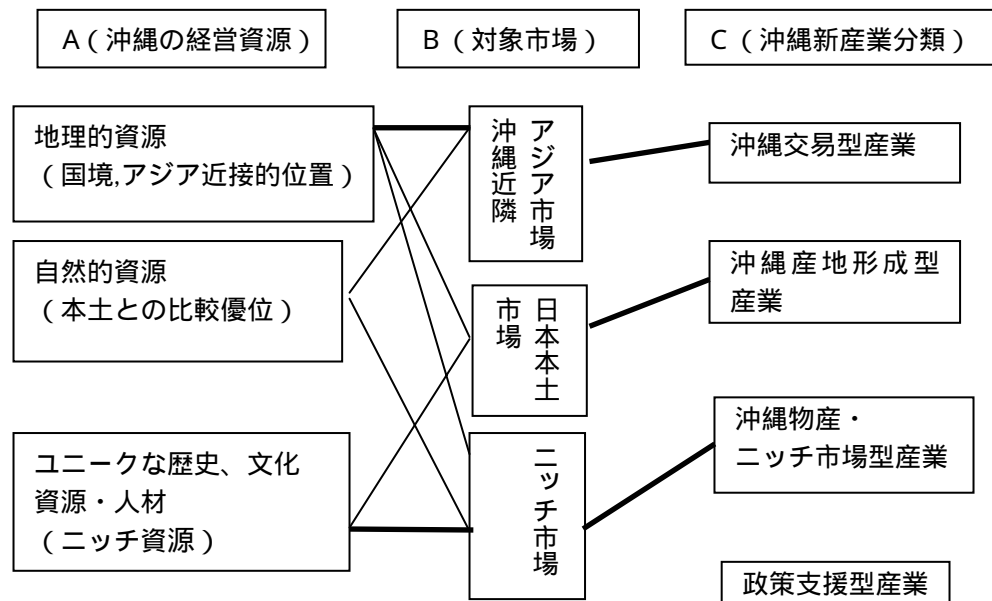 A（沖縄の経営資源）
B（対象市場）
C（沖縄新産業分類）
地理的資源
（国境,アジア近接的位置）
自然的資源
（本土との比較優位）
ユニークな歴史、文化
資源・人材
（ニッチ資源）
アジア市場
沖縄近隣
日本本土
市場
ニッチ市場
沖縄交易型産業
沖縄産地形成型
産業
沖縄物産・
ニッチ市場型産業
政策支援型産業